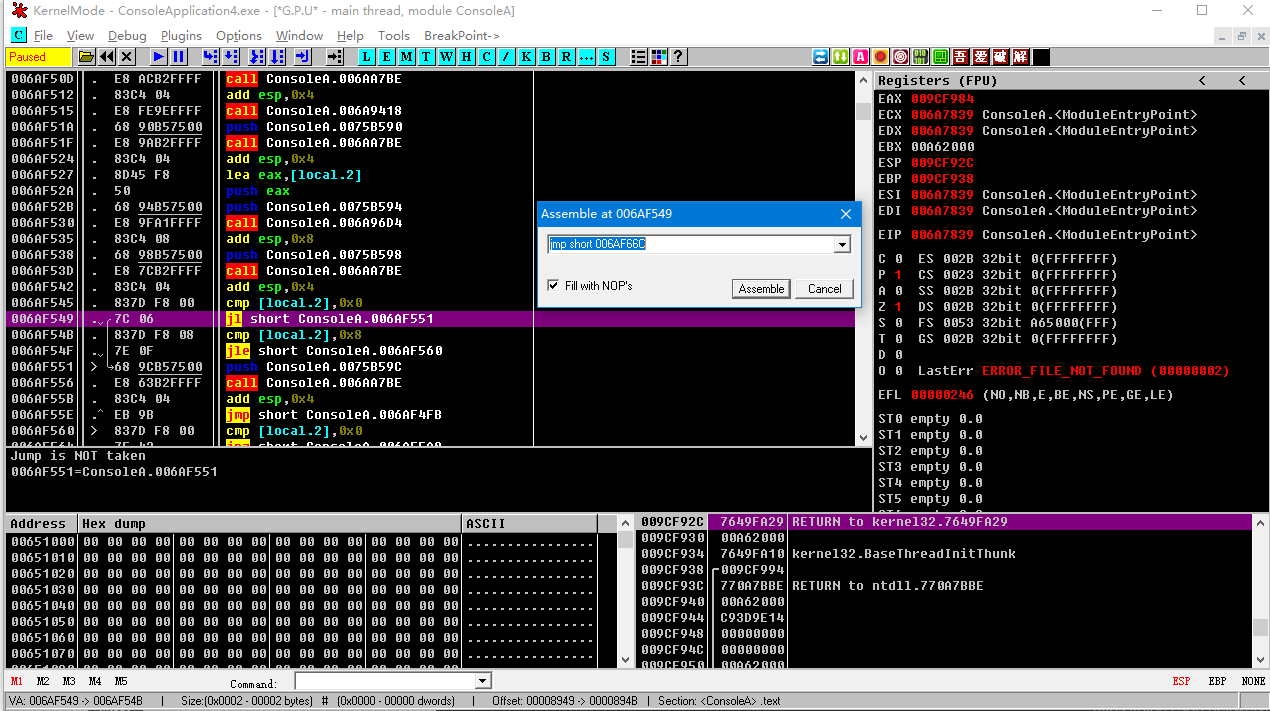 KernelMode - ConsoleApplication4.exe - [*G.P.U* - main thread, module ConsoleA]
C File View Debug Plugins Options Window Help Tools BreakPoint->
Paused L E M T W H C / K B R ... S ? A 吾 爱 破 解
006AF50D . E8 ACB2FFFF call ConsoleA.006AA7BE
006AF512 . 83C4 04 add esp,0x4
006AF515 . E8 FE9EFFFF call ConsoleA.006A9418
006AF51A . 68 90B57500 push ConsoleA.0075B590
006AF51F . E8 9AB2FFFF call ConsoleA.006AA7BE
006AF524 . 83C4 04 add esp,0x4
006AF527 . 8D45 F8 lea eax,[local.2]
006AF52A . 50 push eax
006AF52B . 68 94B57500 push ConsoleA.0075B594
006AF530 . E8 9FA1FFFF call ConsoleA.006A96D4
006AF535 . 83C4 08 add esp,0x8
006AF538 . 68 98B57500 push ConsoleA.0075B598
006AF53D . E8 7CB2FFFF call ConsoleA.006AA7BE
006AF542 . 83C4 04 add esp,0x4
006AF545 . 837D F8 00 cmp [local.2],0x0
006AF549 . 7C 06 jl short ConsoleA.006AF551
006AF54B . 837D F8 08 cmp [local.2],0x8
006AF54F . 7E 0F jle short ConsoleA.006AF560
006AF551 > 68 9CB57500 push ConsoleA.0075B59C
006AF556 . E8 63B2FFFF call ConsoleA.006AA7BE
006AF55B . 83C4 04 add esp,0x4
006AF55E .^ EB 9B jmp short ConsoleA.006AF4FB
006AF560 > 837D F8 00 cmp [local.2],0x0
Assemble at 006AF549
jmp short 006AF66C
Fill with NOP's
Assemble Cancel
Registers (FPU) < <
EAX 009CF984
ECX 006A7839 ConsoleA.<ModuleEntryPoint>
EDX 006A7839 ConsoleA.<ModuleEntryPoint>
EBX 00A62000
ESP 009CF92C
EBP 009CF938
ESI 006A7839 ConsoleA.<ModuleEntryPoint>
EDI 006A7839 ConsoleA.<ModuleEntryPoint>
EIP 006A7839 ConsoleA.<ModuleEntryPoint>
C 0 ES 002B 32bit 0(FFFFFFFF)
P 1 CS 0023 32bit 0(FFFFFFFF)
A 0 SS 002B 32bit 0(FFFFFFFF)
Z 1 DS 002B 32bit 0(FFFFFFFF)
S 0 FS 0053 32bit A65000(FFF)
T 0 GS 002B 32bit 0(FFFFFFFF)
D 0
O 0 LastErr ERROR_FILE_NOT_FOUND (00000002)
EFL 00000246 (NO,NB,E,BE,NS,PE,GE,LE)
ST0 empty 0.0
ST1 empty 0.0
ST2 empty 0.0
ST3 empty 0.0
ST4 empty 0.0
ST5 empty 0.0
Jump is NOT taken
006AF551=ConsoleA.006AF551
Address Hex dump ASCII
00651000 00 00 00 00 00 00 00 00 00 00 00 00 00 00 00 00 ................
00651010 00 00 00 00 00 00 00 00 00 00 00 00 00 00 00 00 ................
00651020 00 00 00 00 00 00 00 00 00 00 00 00 00 00 00 00 ................
00651030 00 00 00 00 00 00 00 00 00 00 00 00 00 00 00 00 ................
00651040 00 00 00 00 00 00 00 00 00 00 00 00 00 00 00 00 ................
00651050 00 00 00 00 00 00 00 00 00 00 00 00 00 00 00 00 ................
00651060 00 00 00 00 00 00 00 00 00 00 00 00 00 00 00 00 ................
00651070 00 00 00 00 00 00 00 00 00 00 00 00 00 00 00 00 ................
009CF92C 7649FA29 RETURN to kernel32.7649FA29
009CF930 00A62000
009CF934 7649FA10 kernel32.BaseThreadInitThunk
009CF938 009CF994
009CF93C 770A7BBE RETURN to ntdll.770A7BBE
009CF940 00A62000
009CF944 C93D9E14
009CF948 00000000
009CF94C 00000000
009CF950 00A62000
M1 M2 M3 M4 M5 Command: ESP EBP NONE
VA: 006AF549 -> 006AF54B | Size:(0x0002 - 00002 bytes) # (0x0000 - 00000 dwords) | Offset: 00008949 -> 0000894B | Section: <ConsoleA> .text